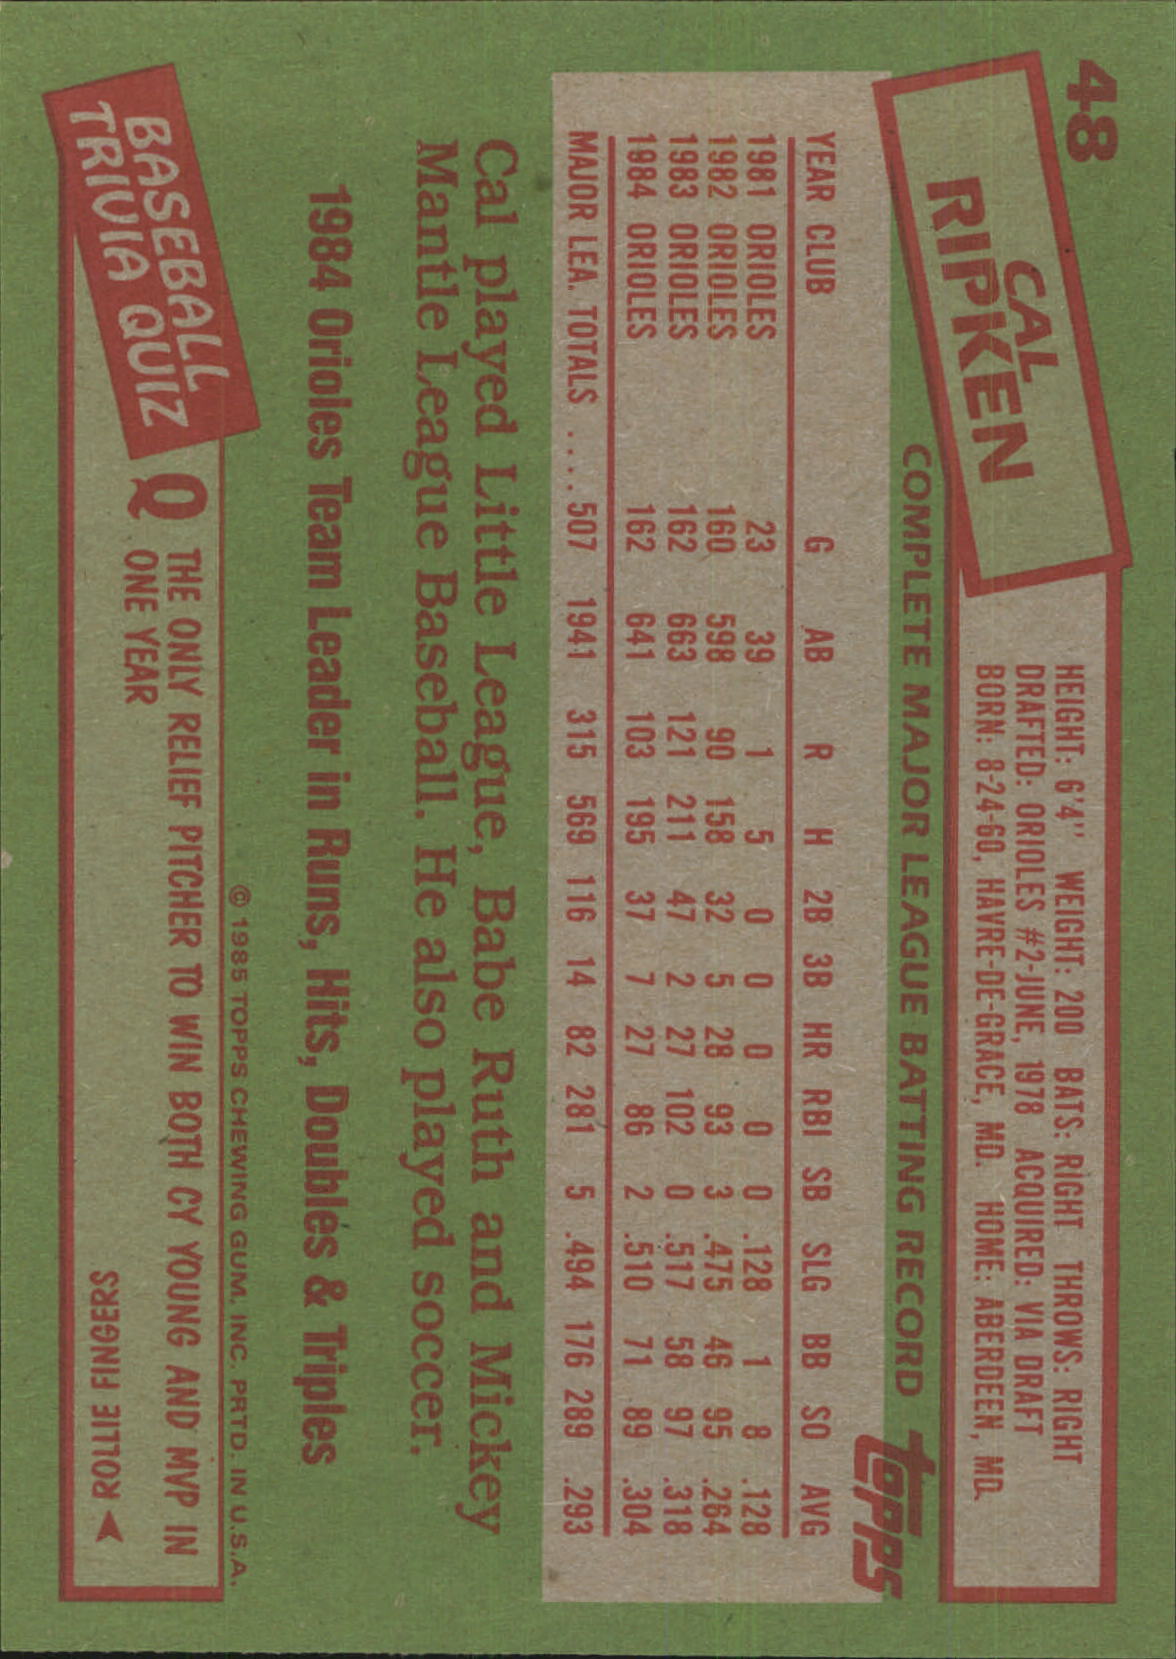 48
CAL
RIPKEN
HEIGHT: 6'4" WEIGHT: 200 BATS: RIGHT THROWS: RIGHT
DRAFTED: ORIOLES #2-JUNE, 1978 ACQUIRED: VIA DRAFT
BORN: 8-24-60, HAVRE-DE-GRACE, MD. HOME: ABERDEEN, MD.
COMPLETE MAJOR LEAGUE BATTING RECORD
topps
YEAR CLUB G AB R H 2B 3B HR RBI SB SLG BB SO AVG
1981 ORIOLES 23 39 1 5 0 0 0 0 0 .128 1 8 .128
1982 ORIOLES 160 598 90 158 32 5 28 93 3 .475 46 95 .264
1983 ORIOLES 162 663 121 211 47 2 27 102 0 .517 58 97 .318
1984 ORIOLES 162 641 103 195 37 7 27 86 2 .510 71 89 .304
MAJOR LEA. TOTALS .... 507 1941 315 569 116 14 82 281 5 .494 176 289 .293
Cal played Little League, Babe Ruth and Mickey
Mantle League Baseball. He also played soccer.
1984 Orioles Team Leader in Runs, Hits, Doubles & Triples
© 1985 TOPPS CHEWING GUM, INC. PRTD. IN U.S.A.
BASEBALL
TRIVIA QUIZ
Q THE ONLY RELIEF PITCHER TO WIN BOTH CY YOUNG AND MVP IN
ONE YEAR
ROLLIE FINGERS